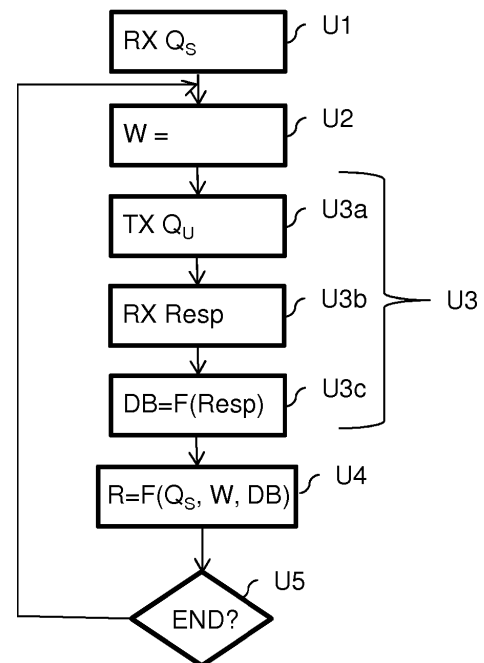 RX Q_S
U1
W =
U2
TX Q_U
U3a
RX Resp
U3b
U3
DB=F(Resp)
U3c
R=F(Q_S, W, DB)
U4
END?
U5